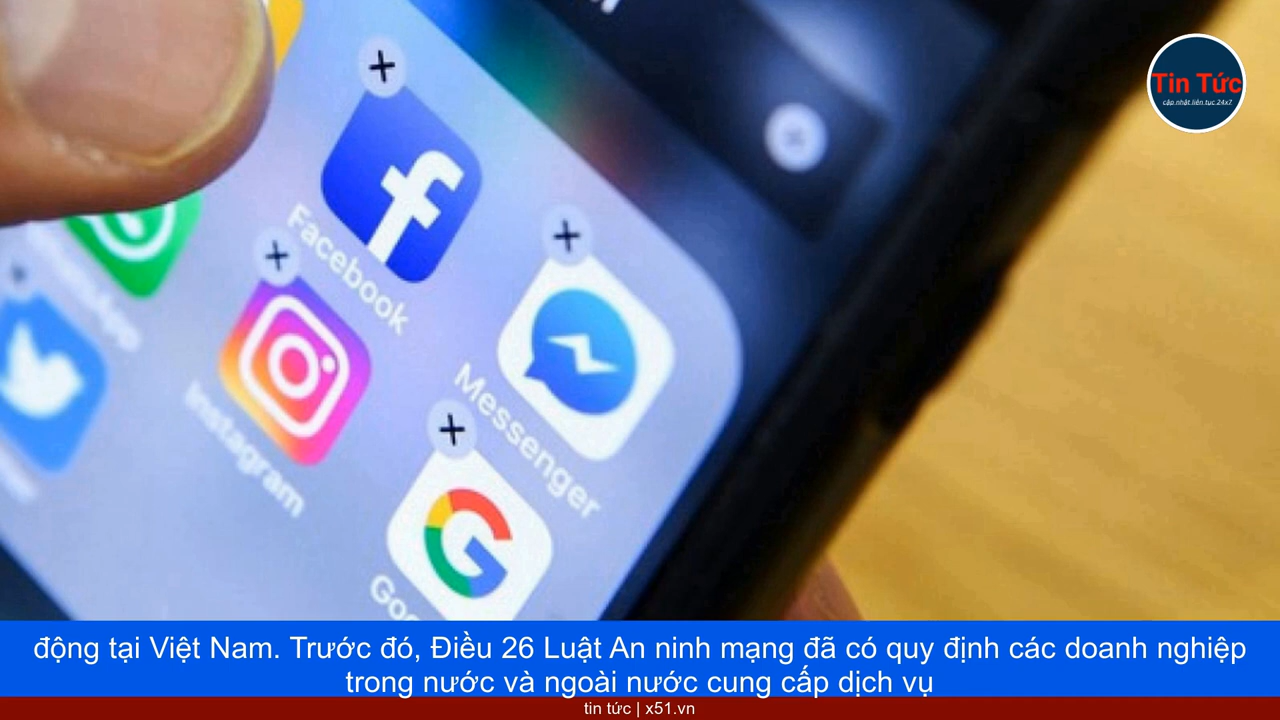 Tin Tức
cập nhật liên tục 24x7
Facebook
Messenger
Instagram
động tại Việt Nam. Trước đó, Điều 26 Luật An ninh mạng đã có quy định các doanh nghiệp
trong nước và ngoài nước cung cấp dịch vụ
tin tức | x51.vn